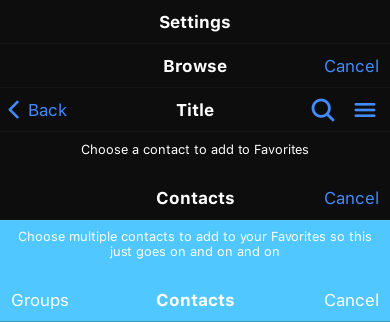 Settings
Browse Cancel
Back Title
Choose a contact to add to Favorites
Contacts Cancel
Choose multiple contacts to add to your Favorites so this
just goes on and on and on
Groups Contacts Cancel